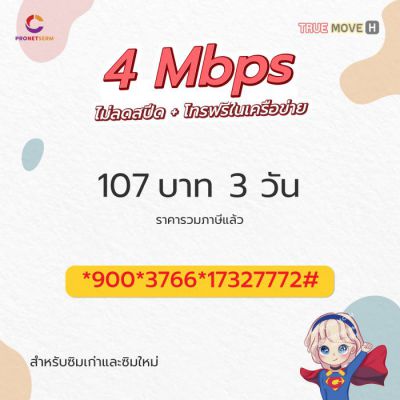 PRONETSERM
TRUE MOVE H
4 Mbps
ไม่ลดสปีด + โทรฟรีในเครือข่าย
107 บาท 3 วัน
ราคารวมภาษีแล้ว
*900*3766*17327772#
สำหรับซิมเก่าและซิมใหม่